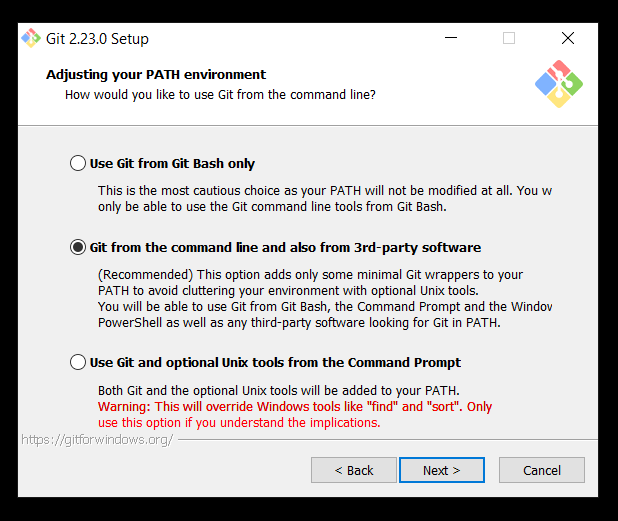 Git 2.23.0 Setup
Adjusting your PATH environment
How would you like to use Git from the command line?
Use Git from Git Bash only
This is the most cautious choice as your PATH will not be modified at all. You w
only be able to use the Git command line tools from Git Bash.
Git from the command line and also from 3rd-party software
(Recommended) This option adds only some minimal Git wrappers to your
PATH to avoid cluttering your environment with optional Unix tools.
You will be able to use Git from Git Bash, the Command Prompt and the Window
PowerShell as well as any third-party software looking for Git in PATH.
Use Git and optional Unix tools from the Command Prompt
Both Git and the optional Unix tools will be added to your PATH.
Warning: This will override Windows tools like "find" and "sort". Only
use this option if you understand the implications.
https://gitforwindows.org/
< Back
Next >
Cancel